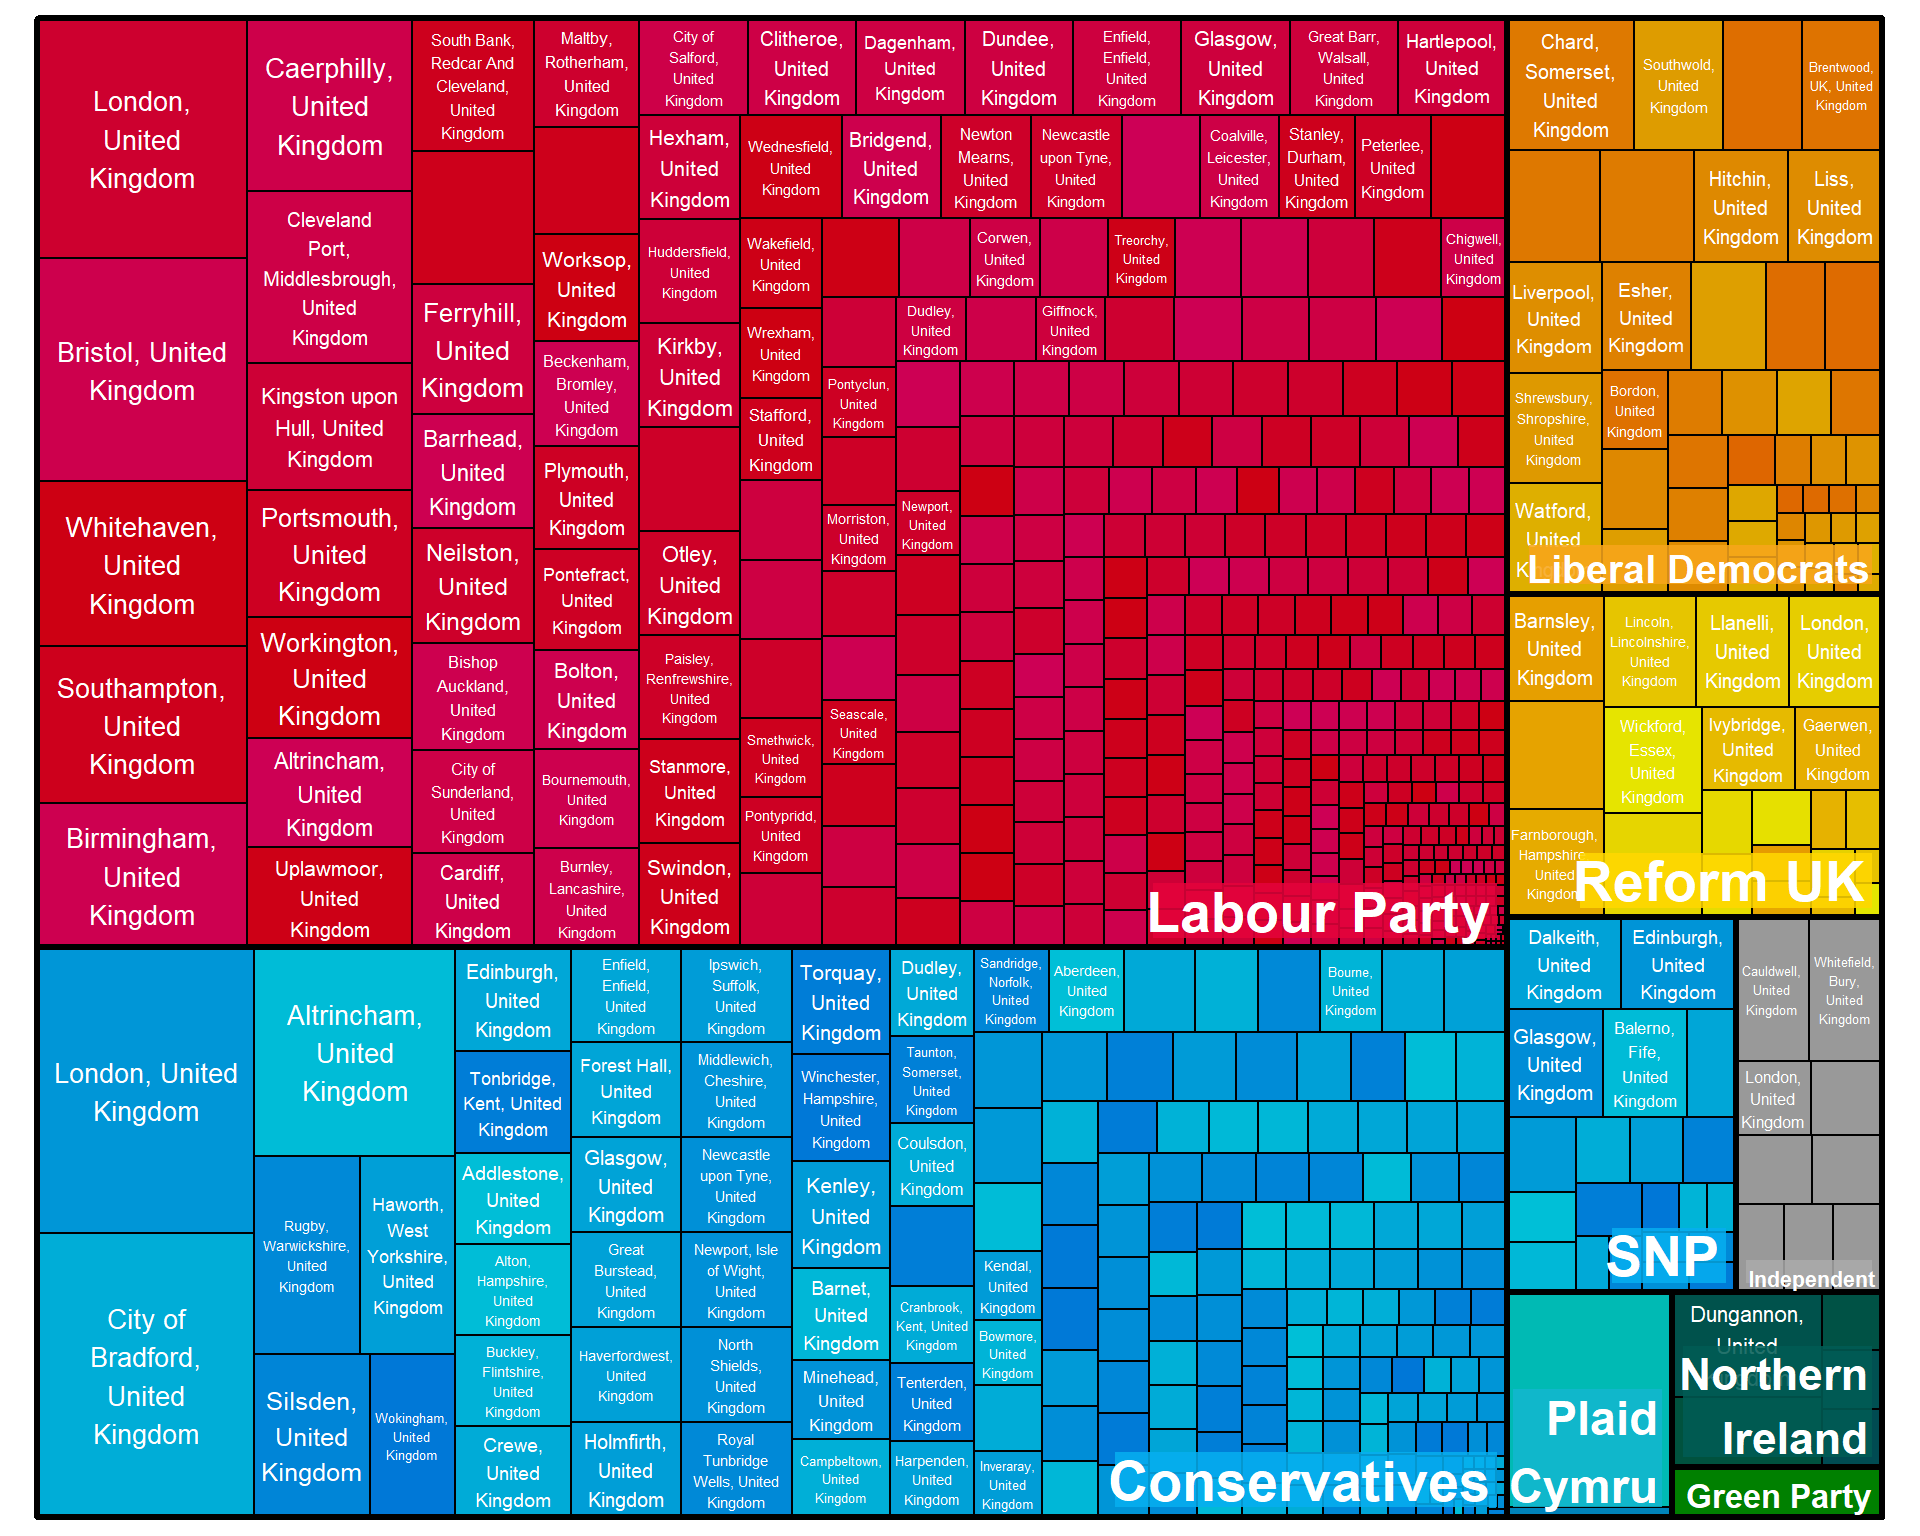 London,
United
Kingdom
Bristol, United
Kingdom
Whitehaven,
United
Kingdom
Southampton,
United
Kingdom
Birmingham,
United
Kingdom
Caerphilly,
United
Kingdom
Cleveland
Port,
Middlesbrough,
United
Kingdom
Kingston upon
Hull, United
Kingdom
Portsmouth,
United
Kingdom
Workington,
United
Kingdom
Altrincham,
United
Kingdom
Uplawmoor,
United
Kingdom
South Bank,
Redcar And
Cleveland,
United
Kingdom
Ferryhill,
United
Kingdom
Barrhead,
United
Kingdom
Neilston,
United
Kingdom
Bishop
Auckland,
United
Kingdom
City of
Sunderland,
United
Kingdom
Cardiff,
United
Kingdom
Maltby,
Rotherham,
United
Kingdom
Worksop,
United
Kingdom
Beckenham,
Bromley,
United
Kingdom
Plymouth,
United
Kingdom
Pontefract,
United
Kingdom
Bolton,
United
Kingdom
Bournemouth,
United
Kingdom
Burnley,
Lancashire,
United
Kingdom
City of
Salford,
United
Kingdom
Hexham,
United
Kingdom
Huddersfield,
United
Kingdom
Kirkby,
United
Kingdom
Otley,
United
Kingdom
Paisley,
Renfrewshire,
United
Kingdom
Stanmore,
United
Kingdom
Swindon,
United
Kingdom
Clitheroe,
United
Kingdom
Dagenham,
United
Kingdom
Dundee,
United
Kingdom
Enfield,
Enfield,
United
Kingdom
Glasgow,
United
Kingdom
Great Barr,
Walsall,
United
Kingdom
Hartlepool,
United
Kingdom
Wednesfield,
United
Kingdom
Bridgend,
United
Kingdom
Newton
Mearns,
United
Kingdom
Newcastle
upon Tyne,
United
Kingdom
Coalville,
Leicester,
United
Kingdom
Stanley,
Durham,
United
Kingdom
Peterlee,
United
Kingdom
Wakefield,
United
Kingdom
Wrexham,
United
Kingdom
Stafford,
United
Kingdom
Smethwick,
United
Kingdom
Pontypridd,
United
Kingdom
Pontyclun,
United
Kingdom
Morriston,
United
Kingdom
Seascale,
United
Kingdom
Corwen,
United
Kingdom
Treorchy,
United
Kingdom
Chigwell,
United
Kingdom
Dudley,
United
Kingdom
Giffnock,
United
Kingdom
Newport,
United
Kingdom
Labour Party
Chard,
Somerset,
United
Kingdom
Southwold,
United
Kingdom
Brentwood,
UK, United
Kingdom
Hitchin,
United
Kingdom
Liss,
United
Kingdom
Liverpool,
United
Kingdom
Esher,
United
Kingdom
Shrewsbury,
Shropshire,
United
Kingdom
Bordon,
United
Kingdom
Watford,
United
Liberal Democrats
Barnsley,
United
Kingdom
Lincoln,
Lincolnshire,
United
Kingdom
Llanelli,
United
Kingdom
London,
United
Kingdom
Wickford,
Essex,
United
Kingdom
Ivybridge,
United
Kingdom
Gaerwen,
United
Kingdom
Farnborough,
Hampshire,
United
Kingdom
Reform UK
London, United
Kingdom
City of
Bradford,
United
Kingdom
Altrincham,
United
Kingdom
Rugby,
Warwickshire,
United
Kingdom
Haworth,
West
Yorkshire,
United
Kingdom
Silsden,
United
Kingdom
Wokingham,
United
Kingdom
Edinburgh,
United
Kingdom
Tonbridge,
Kent, United
Kingdom
Addlestone,
United
Kingdom
Alton,
Hampshire,
United
Kingdom
Buckley,
Flintshire,
United
Kingdom
Crewe,
United
Kingdom
Enfield,
Enfield,
United
Kingdom
Forest Hall,
United
Kingdom
Glasgow,
United
Kingdom
Great
Burstead,
United
Kingdom
Haverfordwest,
United
Kingdom
Holmfirth,
United
Kingdom
Ipswich,
Suffolk,
United
Kingdom
Middlewich,
Cheshire,
United
Kingdom
Newcastle
upon Tyne,
United
Kingdom
Newport, Isle
of Wight,
United
Kingdom
North
Shields,
United
Kingdom
Royal
Tunbridge
Wells, United
Kingdom
Torquay,
United
Kingdom
Winchester,
Hampshire,
United
Kingdom
Kenley,
United
Kingdom
Barnet,
United
Kingdom
Minehead,
United
Kingdom
Campbeltown,
United
Kingdom
Dudley,
United
Kingdom
Taunton,
Somerset,
United
Kingdom
Coulsdon,
United
Kingdom
Cranbrook,
Kent, United
Kingdom
Tenterden,
United
Kingdom
Harpenden,
United
Kingdom
Sandridge,
Norfolk,
United
Kingdom
Aberdeen,
United
Kingdom
Bourne,
United
Kingdom
Kendal,
United
Kingdom
Bowmore,
United
Kingdom
Inveraray,
United
Kingdom
Conservatives
Dalkeith,
United
Kingdom
Edinburgh,
United
Kingdom
Glasgow,
United
Kingdom
Balerno,
Fife,
United
Kingdom
SNP
Cauldwell,
United
Kingdom
Whitefield,
Bury,
United
Kingdom
London,
United
Kingdom
Independent
Plaid
Cymru
Dungannon,
United
Northern
Ireland
Green Party